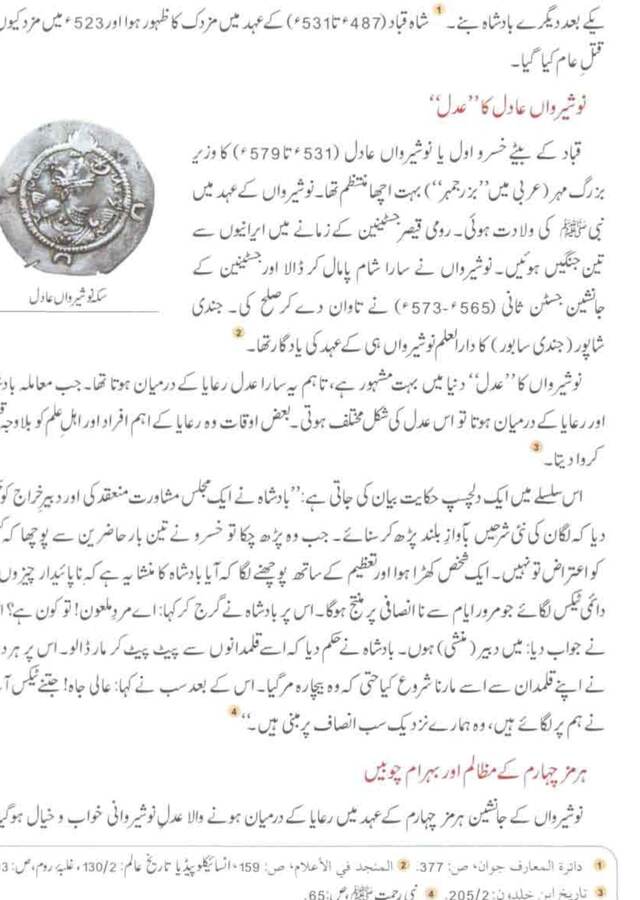 یکے بعد دیگرے بادشاہ بنے۔ 1 شاہ قباد (487ء تا 531ء) کے عہد میں مزدک کا ظہور ہوا اور 523ء میں مزدکیوں
قتلِ عام کیا گیا۔
نوشیرواں عادل کا ’’عدل‘‘
قباد کے بیٹے خسرو اول یا نوشیرواں عادل (531ء تا 579ء) کا وزیر
بزرگ مہر (عربی میں ’’بزرجمہر‘‘) بہت اچھا منتظم تھا۔ نوشیرواں کے عہد میں
نبی ﷺ کی ولادت ہوئی۔ رومی قیصر جسٹینین کے زمانے میں ایرانیوں سے
تین جنگیں ہوئیں۔ نوشیرواں نے سارا شام پامال کر ڈالا اور جسٹینین کے
جانشین جسٹن ثانی (565ء-573ء) نے تاوان دے کر صلح کی۔ جندی
شاپور (جندی سابور) کا دارالعلم نوشیرواں ہی کے عہد کی یادگار تھا۔ 2
سکہ نوشیرواں عادل
نوشیرواں کا ’’عدل‘‘ دنیا میں بہت مشہور ہے، تاہم یہ سارا عدل رعایا کے درمیان ہوتا تھا۔ جب معاملہ
اور رعایا کے درمیان ہوتا تو اس عدل کی شکل مختلف ہوتی۔ بعض اوقات وہ رعایا کے اہم افراد اور اہلِ علم کو بلاوجہ
کروا دیتا۔ 3
اس سلسلے میں ایک دلچسپ حکایت بیان کی جاتی ہے: ’’بادشاہ نے ایک مجلس مشاورت منعقد کی اور دبیرِ خراج کو
دیا کہ لگان کی نئی شرحیں بآوازِ بلند پڑھ کر سنائے۔ جب وہ پڑھ چکا تو خسرو نے تین بار حاضرین سے پوچھا کہ
کو اعتراض تو نہیں۔ ایک شخص کھڑا ہوا اور تعظیم کے ساتھ پوچھنے لگا کہ آیا بادشاہ کا منشا یہ ہے کہ ناپائیدار چیزوں
دائمی ٹیکس لگائے جو مرورِ ایام سے ناانصافی پر منتج ہوگا۔ اس پر بادشاہ نے گرج کر کہا: اے مردِ ملعون! تو کون ہے؟
نے جواب دیا: میں دبیر (منشی) ہوں۔ بادشاہ نے حکم دیا کہ اسے قلمدانوں سے پیٹ پیٹ کر مار ڈالو۔ اس پر ہر
نے اپنے قلمدان سے اسے مارنا شروع کیا حتی کہ وہ بیچارہ مر گیا۔ اس کے بعد سب نے کہا: عالی جاہ! جتنے ٹیکس
نے ہم پر لگائے ہیں، وہ ہمارے نزدیک سب انصاف پر مبنی ہیں۔‘‘ 4
ہرمز چہارم کے مظالم اور بہرام چوبیں
نوشیرواں کے جانشین ہرمز چہارم کے عہد میں رعایا کے درمیان ہونے والا عدلِ نوشیروانی خواب و خیال ہوگیا
1 دائرۃ المعارف جوان، ص: 377. 2 المنجد في الأعلام، ص: 159، انسائیکلوپیڈیا تاریخ عالم: 130/2، غلبۂ روم، ص:
3 تاریخ ابن خلدون: 205/2. 4 نبی رحمت ﷺ، ص: 65.